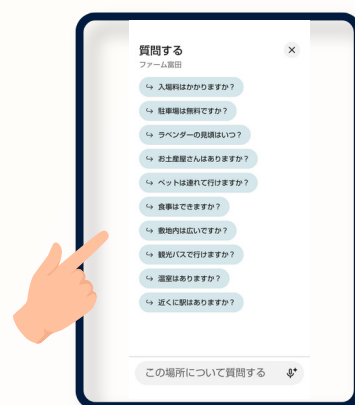 質問する
ファーム富田
入場料はかかりますか？
駐車場は無料ですか？
ラベンダーの見頃はいつ？
お土産屋さんはありますか？
ペットは連れて行けますか？
食事はできますか？
敷地内は広いですか？
観光バスで行けますか？
温室はありますか？
近くに駅はありますか？
この場所について質問する